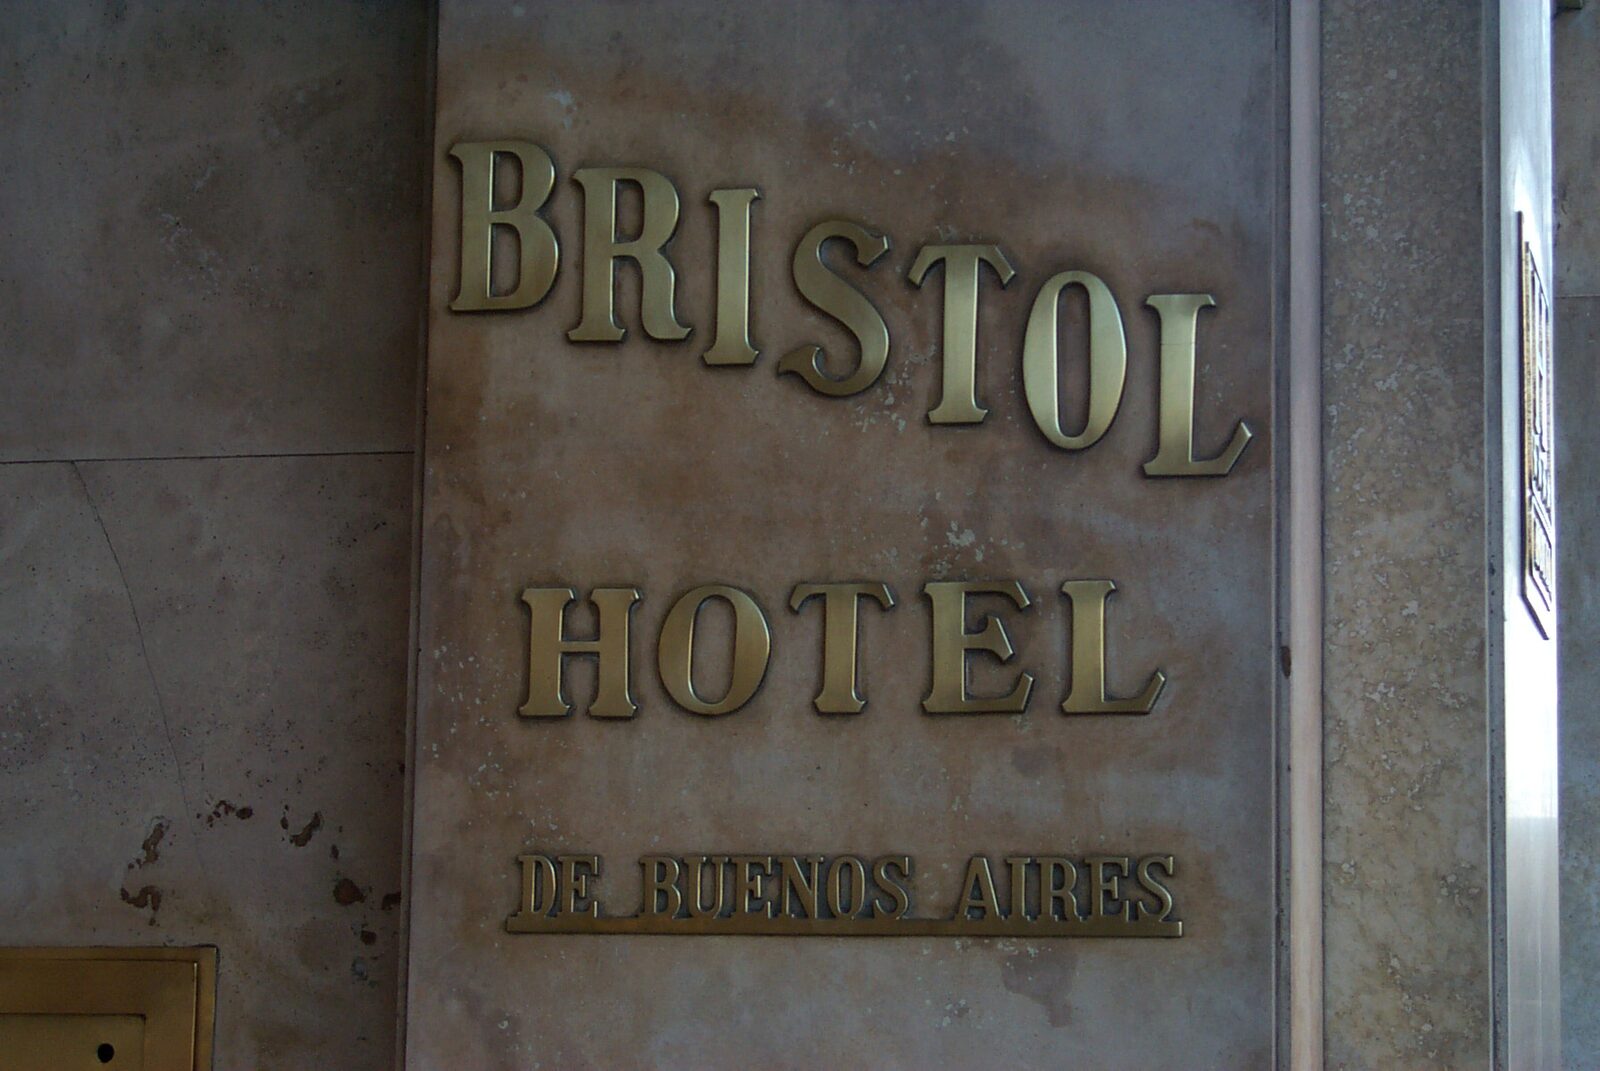 BRISTOL
HOTEL
DE BUENOS AIRES